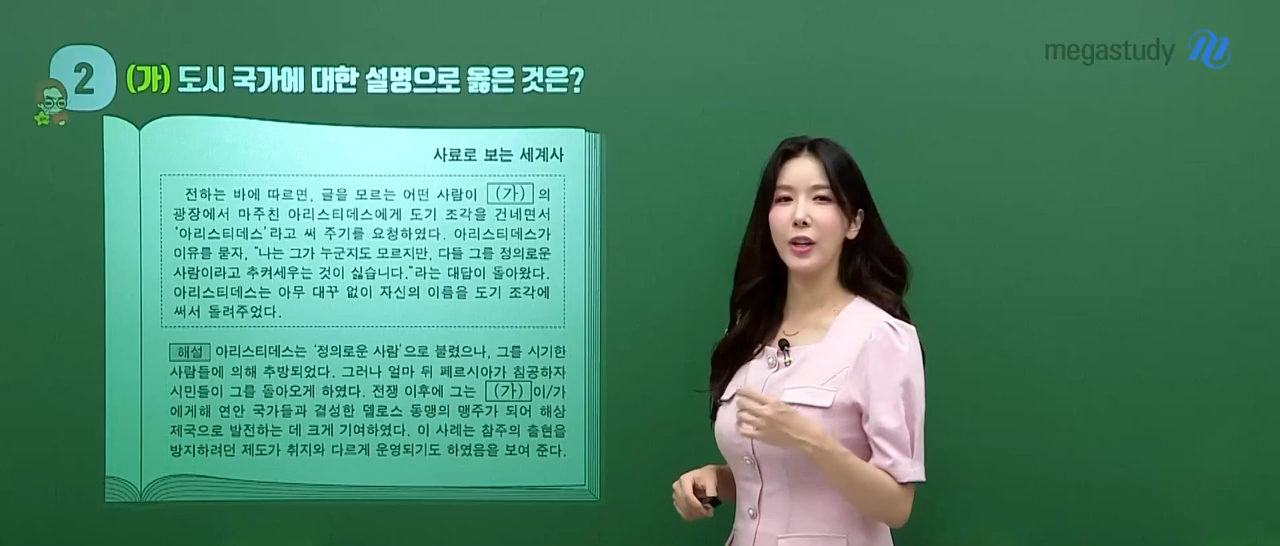 megastudy
2 (가) 도시 국가에 대한 설명으로 옳은 것은?
사료로 보는 세계사
전하는 바에 따르면, 글을 모르는 어떤 사람이 (가) 의
광장에서 마주친 아리스티데스에게 도기 조각을 건네면서
'아리스티데스'라고 써 주기를 요청하였다. 아리스티데스가
이유를 묻자, "나는 그가 누군지도 모르지만, 다들 그를 정의로운
사람이라고 추켜세우는 것이 싫습니다."라는 대답이 돌아왔다.
아리스티데스는 아무 대꾸 없이 자신의 이름을 도기 조각에
써서 돌려주었다.
해설 아리스티데스는 '정의로운 사람'으로 불렸으나, 그를 시기한
사람들에 의해 추방되었다. 그러나 얼마 뒤 페르시아가 침공하자
시민들이 그를 돌아오게 하였다. 전쟁 이후에 그는 (가) 이/가
에게해 연안 국가들과 결성한 델로스 동맹의 맹주가 되어 해상
제국으로 발전하는 데 크게 기여하였다. 이 사례는 참주의 출현을
방지하려던 제도가 취지와 다르게 운영되기도 하였음을 보여 준다.